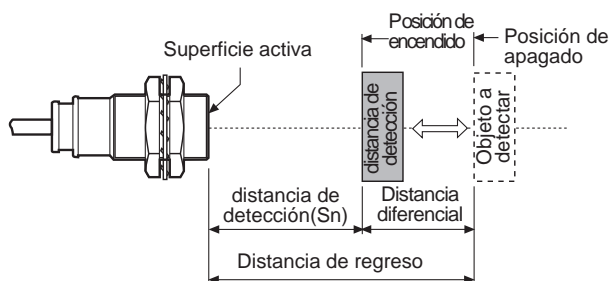 Posición de
encendido
Posición de
apagado
Superficie activa
distancia de
detección
Objeto a
detectar
distancia de
detección(Sn)
Distancia
diferencial
Distancia de regreso